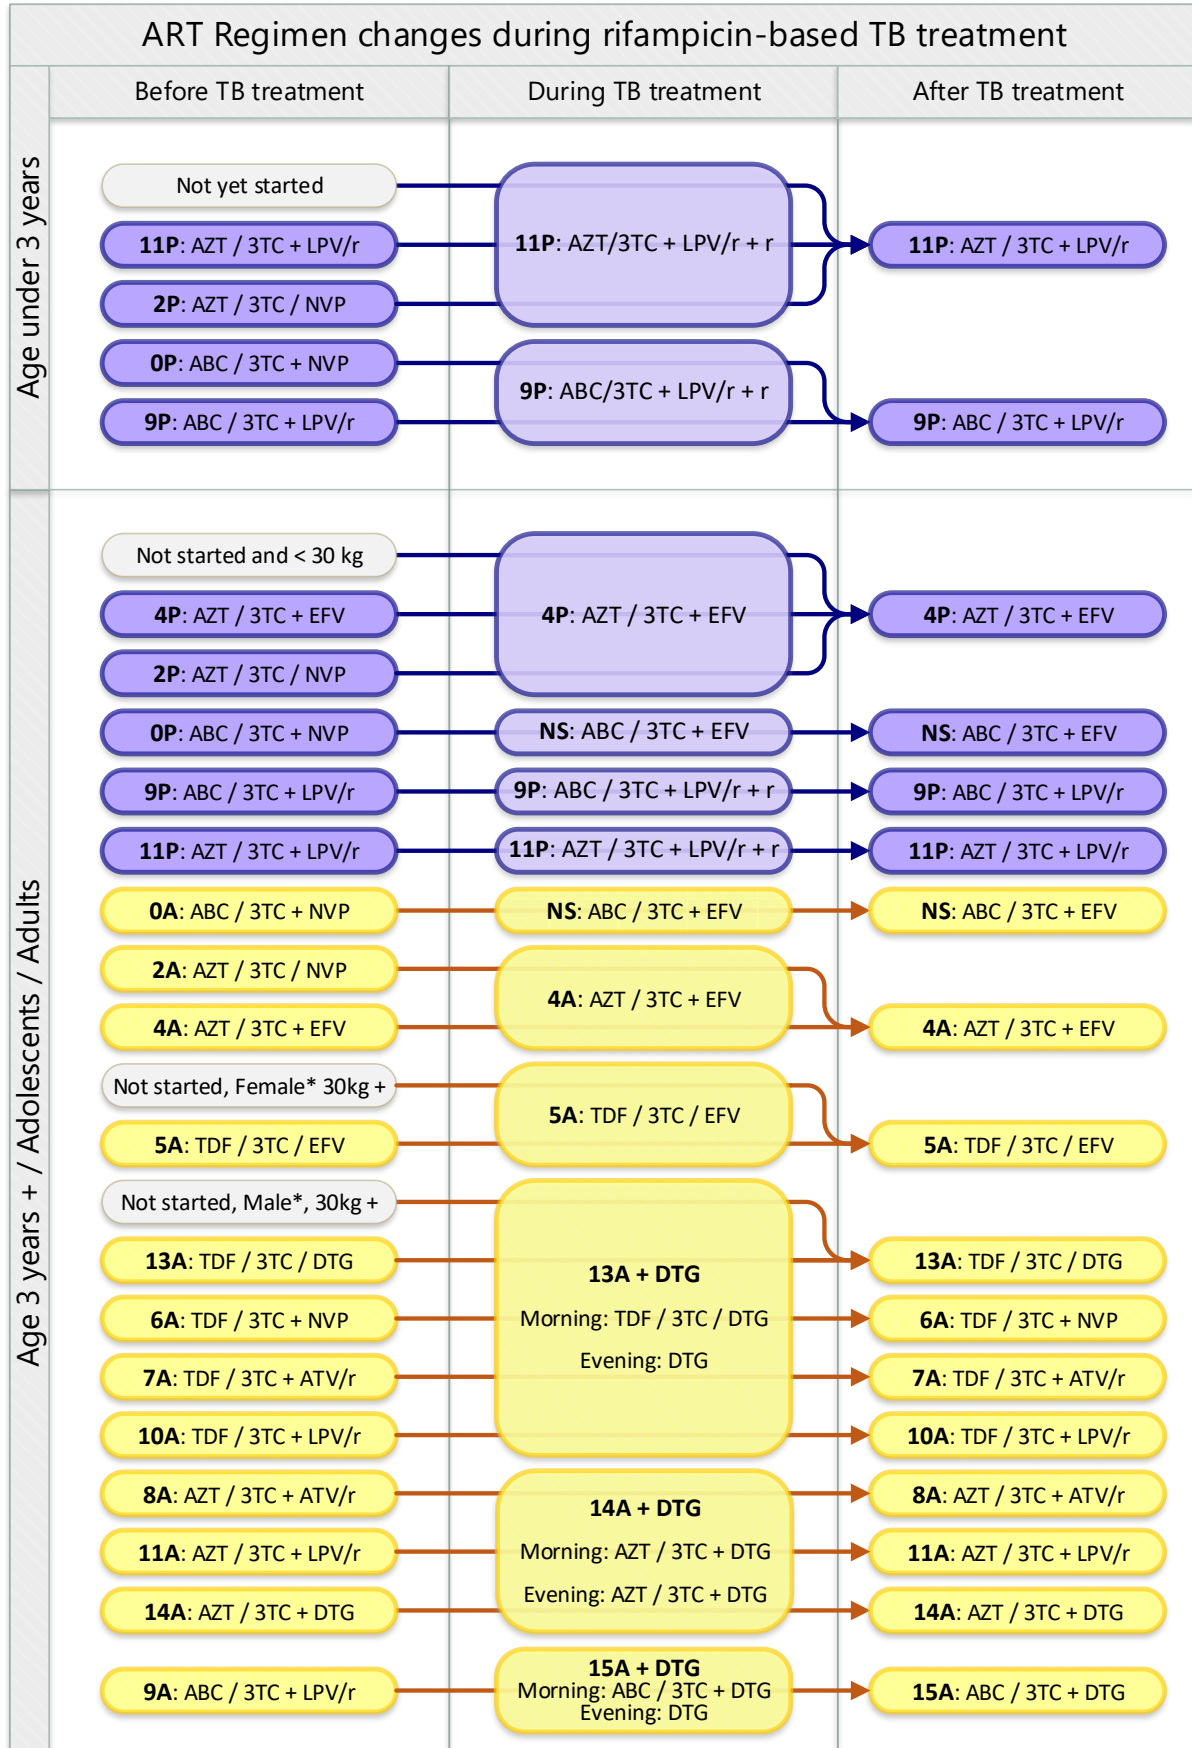 ART Regimen changes during rifampicin-based TB treatment
Before TB treatment
During TB treatment
After TB treatment
Age under 3 years
Not yet started
11P: AZT / 3TC + LPV/r
2P: AZT / 3TC / NVP
11P: AZT/3TC + LPV/r + r
11P: AZT / 3TC + LPV/r
0P: ABC / 3TC + NVP
9P: ABC / 3TC + LPV/r
9P: ABC/3TC + LPV/r + r
9P: ABC / 3TC + LPV/r
Age 3 years + / Adolescents / Adults
Not started and < 30 kg
4P: AZT / 3TC + EFV
2P: AZT / 3TC / NVP
4P: AZT / 3TC + EFV
4P: AZT / 3TC + EFV
0P: ABC / 3TC + NVP
NS: ABC / 3TC + EFV
NS: ABC / 3TC + EFV
9P: ABC / 3TC + LPV/r
9P: ABC / 3TC + LPV/r + r
9P: ABC / 3TC + LPV/r
11P: AZT / 3TC + LPV/r
11P: AZT / 3TC + LPV/r + r
11P: AZT / 3TC + LPV/r
0A: ABC / 3TC + NVP
NS: ABC / 3TC + EFV
NS: ABC / 3TC + EFV
2A: AZT / 3TC / NVP
4A: AZT / 3TC + EFV
4A: AZT / 3TC + EFV
4A: AZT / 3TC + EFV
Not started, Female* 30kg +
5A: TDF / 3TC / EFV
5A: TDF / 3TC / EFV
5A: TDF / 3TC / EFV
Not started, Male*, 30kg +
13A: TDF / 3TC / DTG
6A: TDF / 3TC + NVP
7A: TDF / 3TC + ATV/r
10A: TDF / 3TC + LPV/r
13A + DTG
Morning: TDF / 3TC / DTG
Evening: DTG
13A: TDF / 3TC / DTG
6A: TDF / 3TC + NVP
7A: TDF / 3TC + ATV/r
10A: TDF / 3TC + LPV/r
8A: AZT / 3TC + ATV/r
11A: AZT / 3TC + LPV/r
14A: AZT / 3TC + DTG
14A + DTG
Morning: AZT / 3TC + DTG
Evening: AZT / 3TC + DTG
8A: AZT / 3TC + ATV/r
11A: AZT / 3TC + LPV/r
14A: AZT / 3TC + DTG
9A: ABC / 3TC + LPV/r
15A + DTG
Morning: ABC / 3TC + DTG
Evening: DTG
15A: ABC / 3TC + DTG